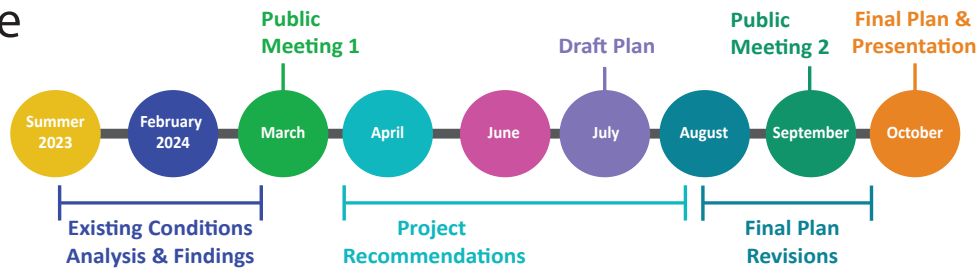 e
Public
Meeting 1
Draft Plan
Public
Meeting 2
Final Plan &
Presentation
Summer
2023
February
2024
March
April
June
July
August
September
October
Existing Conditions
Analysis & Findings
Project
Recommendations
Final Plan
Revisions